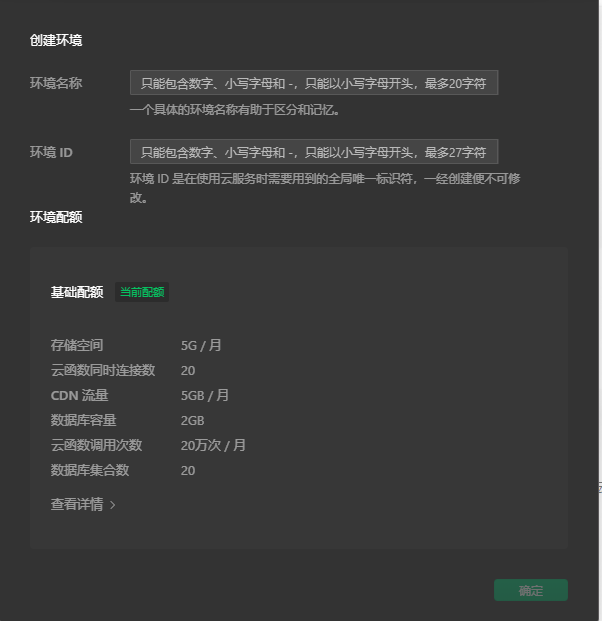 创建环境
环境名称 只能包含数字、小写字母和 -，只能以小写字母开头，最多20字符
一个具体的环境名称有助于区分和记忆。
环境 ID 只能包含数字、小写字母和 -，只能以小写字母开头，最多27字符
环境 ID 是在使用云服务时需要用到的全局唯一标识符，一经创建便不可修
改。
环境配额
基础配额 当前配额
存储空间 5G / 月
云函数同时连接数 20
CDN 流量 5GB / 月
数据库容量 2GB
云函数调用次数 20万次 / 月
数据库集合数 20
查看详情 >
确定